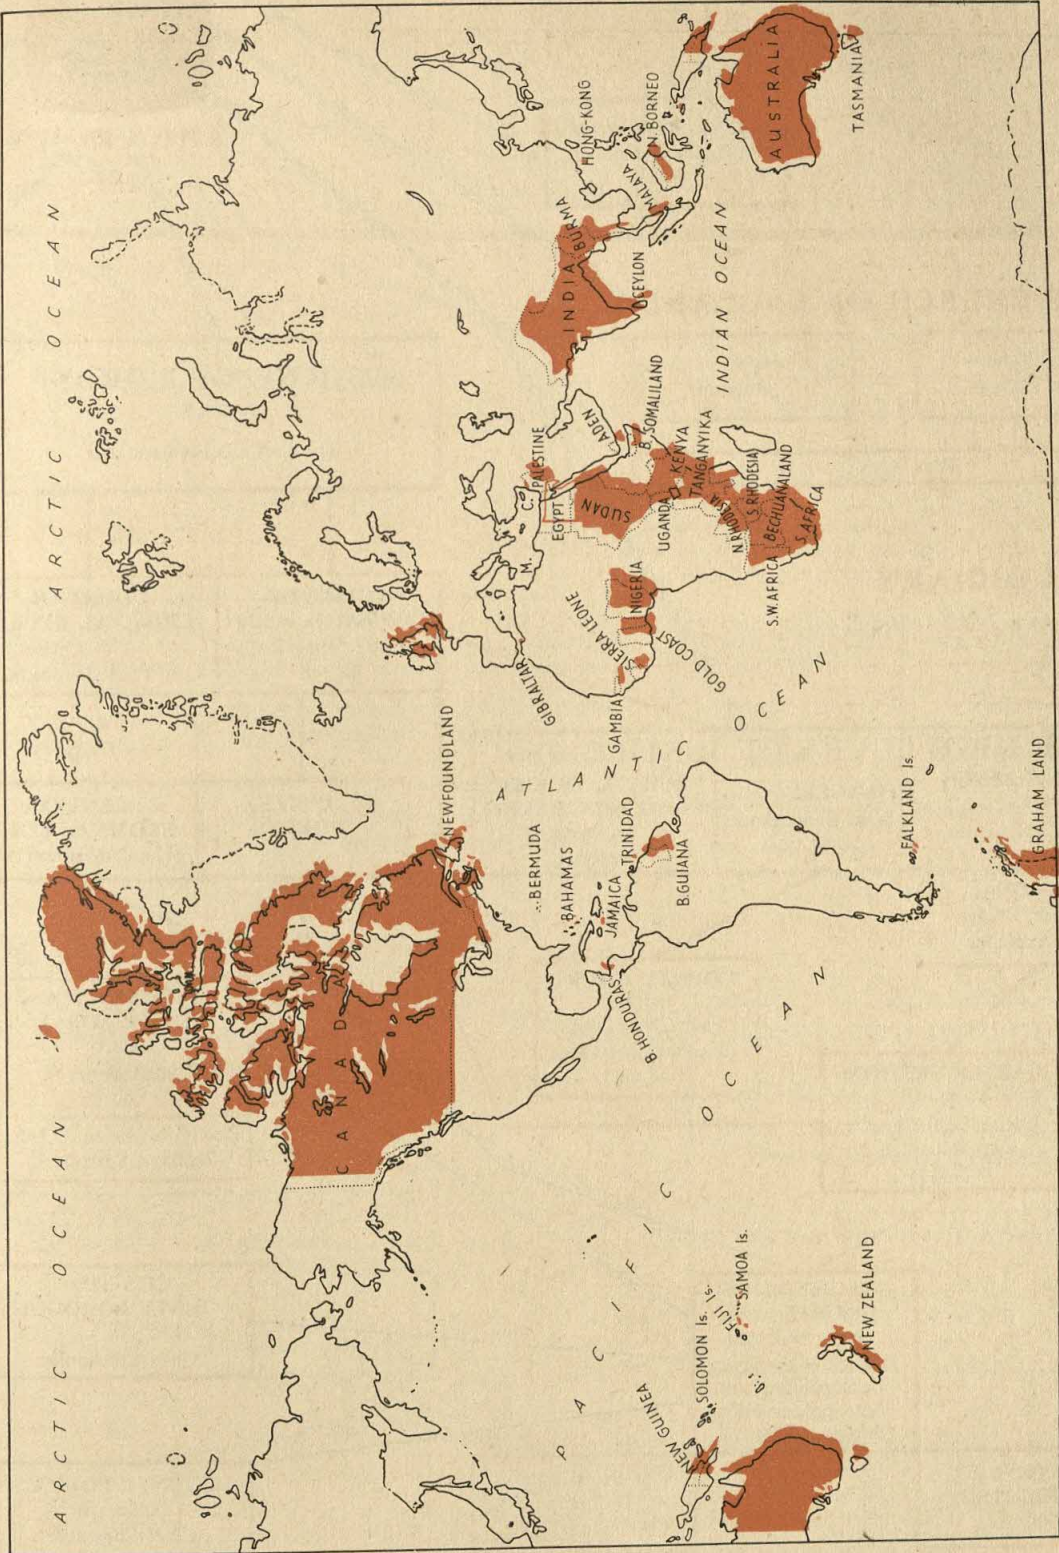 ARCTIC OCEAN
ARCTIC OCEAN
CANADA
NEWFOUNDLAND
BERMUDA
BAHAMAS
JAMAICA
TRINIDAD
B. HONDURAS
B. GUIANA
FALKLAND Is.
GRAHAM LAND
ATLANTIC OCEAN
PACIFIC OCEAN
NEW GUINEA
SOLOMON Is.
FIJI Is.
SAMOA Is.
NEW ZEALAND
GIBRALTAR
M.
C.
PALESTINE
EGYPT
ADEN
SUDAN
B. SOMALILAND
GAMBIA
SIERRA LEONE
GOLD COAST
NIGERIA
UGANDA
KENYA
TANGANYIKA
N. RHODESIA
S. RHODESIA
BECHUANALAND
S.W. AFRICA
S. AFRICA
INDIA
BURMA
CEYLON
HONG-KONG
MALAYA
N. BORNEO
INDIAN OCEAN
AUSTRALIA
TASMANIA